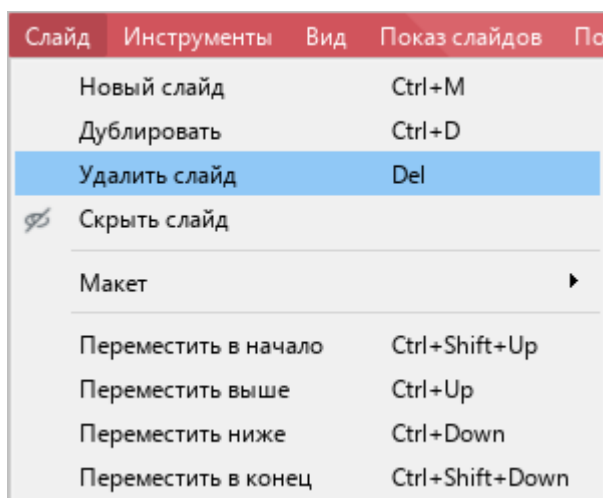 Слайд Инструменты Вид Показ слайдов
Новый слайд Ctrl+M
Дублировать Ctrl+D
Удалить слайд Del
Скрыть слайд
Макет
Переместить в начало Ctrl+Shift+Up
Переместить выше Ctrl+Up
Переместить ниже Ctrl+Down
Переместить в конец Ctrl+Shift+Down